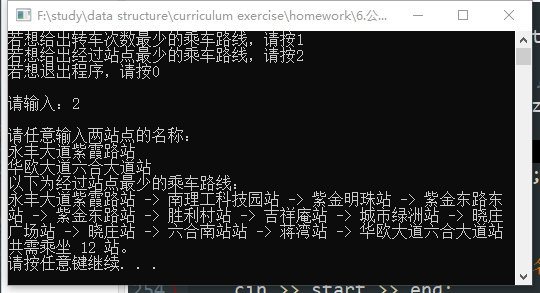 F:\study\data structure\curriculum exercise\homework\6.公...
若想给出转车次数最少的乘车路线，请按1
若想给出经过站点最少的乘车路线，请按2
若想退出程序，请按0
请输入：2
请任意输入两站点的名称：
永丰大道紫霞路站
华欧大道六合大道站
以下为经过站点最少的乘车路线：
永丰大道紫霞路站 -> 南理工科技园站 -> 紫金明珠站 -> 紫金东路东
站 -> 紫金东路站 -> 胜利村站 -> 吉祥庵站 -> 城市绿洲站 -> 晓庄
广场站 -> 晓庄站 -> 六合南站站 -> 蒋湾站 -> 华欧大道六合大道站
共需乘坐 12 站。
请按任意键继续. . .
254 cin >> start >> end;